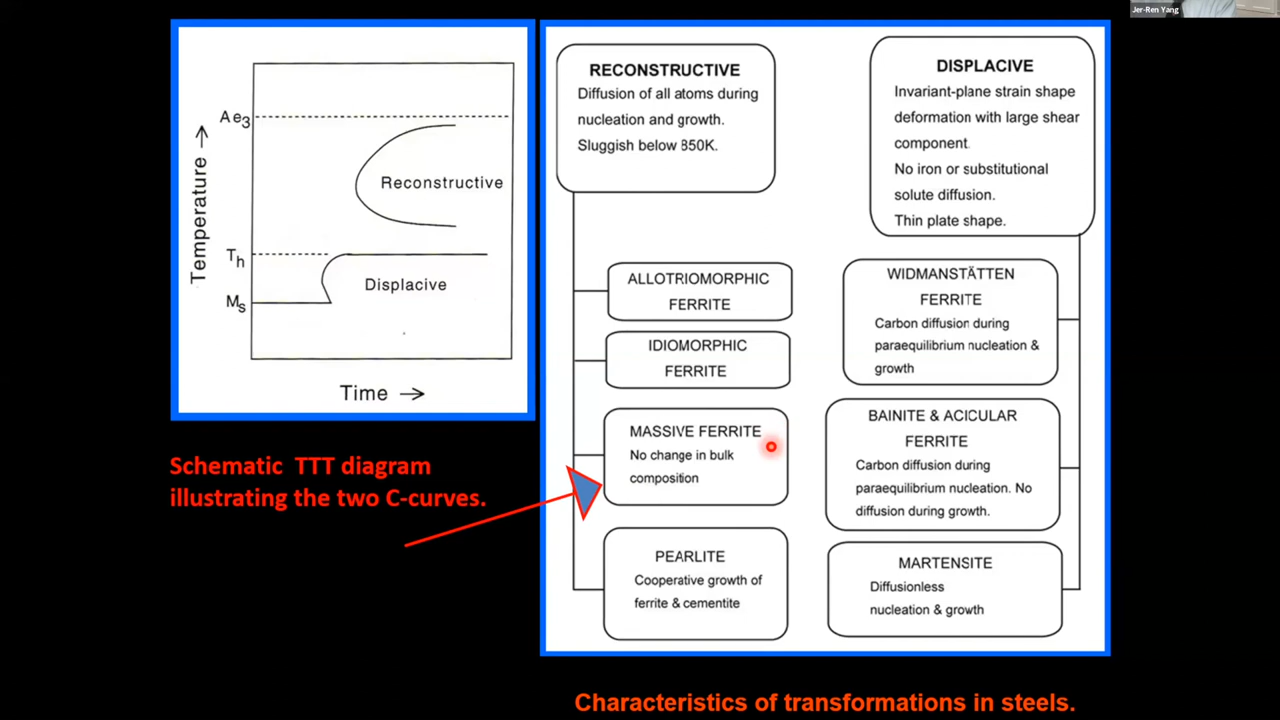 Jer-Ren Yang
Ae3
Temperature →
Reconstructive
Th
Displacive
Ms
Time →
Schematic TTT diagram
illustrating the two C-curves.
RECONSTRUCTIVE
Diffusion of all atoms during
nucleation and growth.
Sluggish below 850K.
ALLOTRIOMORPHIC
FERRITE
IDIOMORPHIC
FERRITE
MASSIVE FERRITE
No change in bulk
composition
PEARLITE
Cooperative growth of
ferrite & cementite
DISPLACIVE
Invariant-plane strain shape
deformation with large shear
component.
No iron or substitutional
solute diffusion.
Thin plate shape.
WIDMANSTÄTTEN
FERRITE
Carbon diffusion during
paraequilibrium nucleation &
growth
BAINITE & ACICULAR
FERRITE
Carbon diffusion during
paraequilibrium nucleation. No
diffusion during growth.
MARTENSITE
Diffusionless
nucleation & growth
Characteristics of transformations in steels.